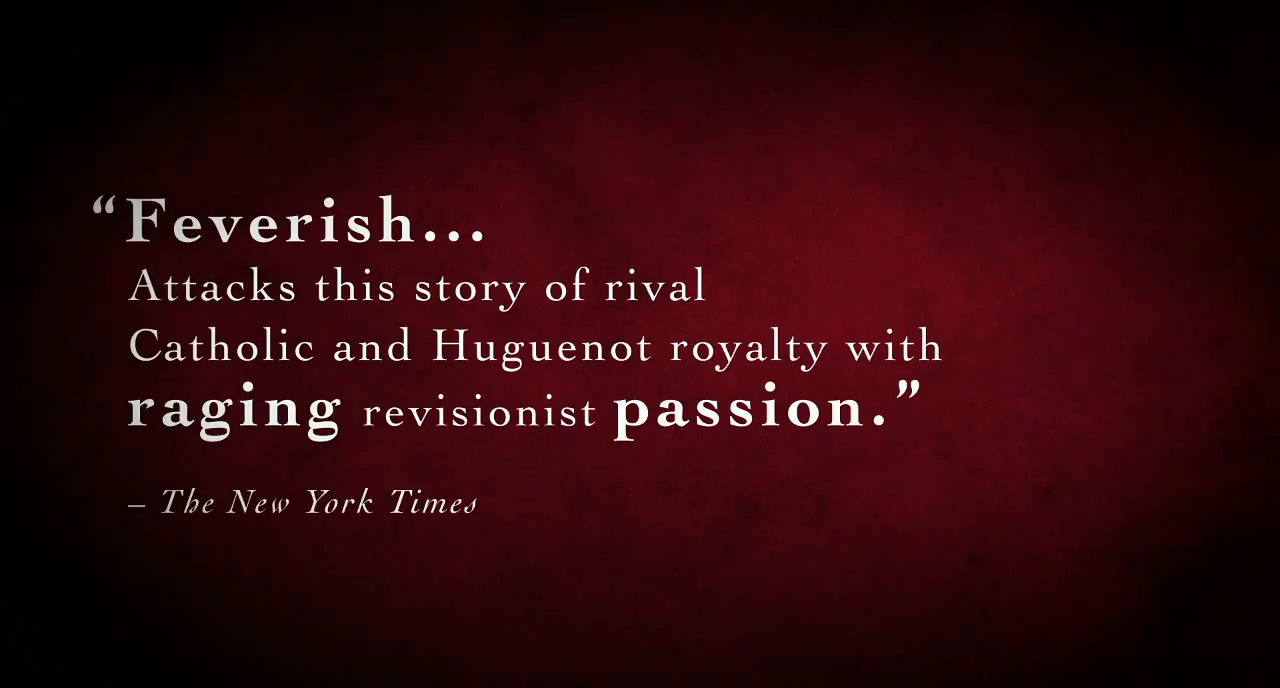 “Feverish...
Attacks this story of rival
Catholic and Huguenot royalty with
raging revisionist passion.”
– The New York Times